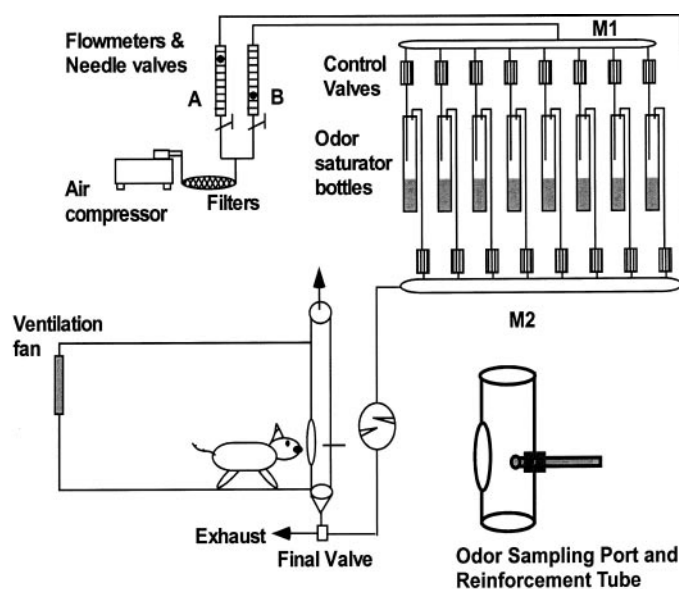 Flowmeters &
Needle valves
A
B
M1
Control
Valves
Odor
saturator
bottles
Air
compressor
Filters
M2
Ventilation
fan
Exhaust
Final Valve
Odor Sampling Port and
Reinforcement Tube